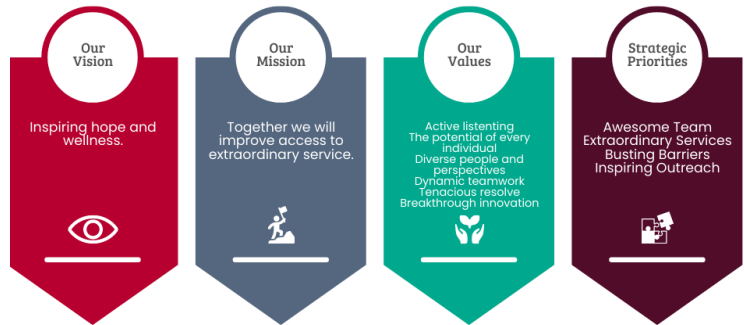 Our
Vision
Inspiring hope and
wellness.
Our
Mission
Together we will
improve access to
extraordinary service.
Our
Values
Active listenting
The potential of every
individual
Diverse people and
perspectives
Dynamic teamwork
Tenacious resolve
Breakthrough innovation
Strategic
Priorities
Awesome Team
Extraordinary Services
Busting Barriers
Inspiring Outreach